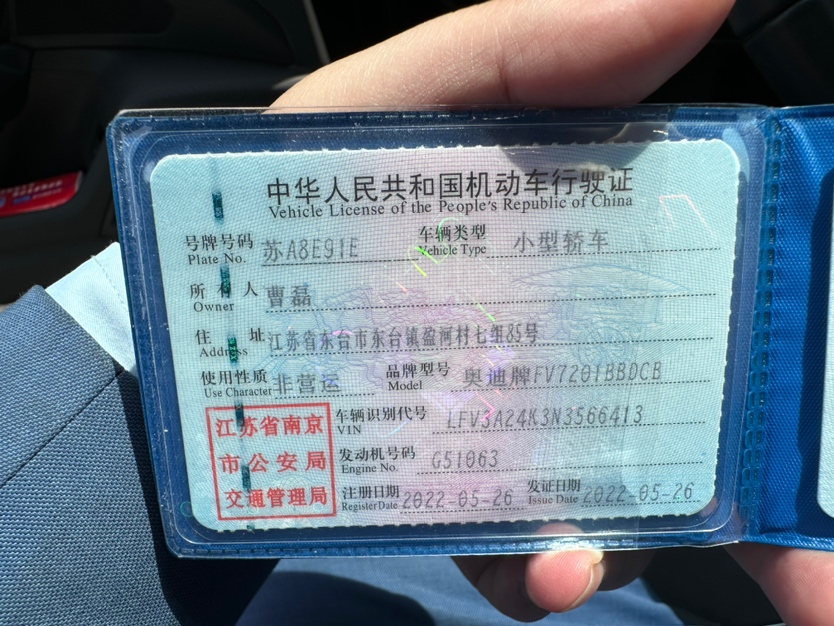 中华人民共和国机动车行驶证
Vehicle License of the People's Republic of China
号牌号码 苏A8E91E 车辆类型 小型轿车
Plate No. Vehicle Type
所有人 曹磊
Owner
住址 江苏省东台市东台镇盈河村七组85号
Address
使用性质 非营运 品牌型号 奥迪牌FV7201BBDCB
Use Character Model
江苏省南京
市公安局
交通管理局
车辆识别代号 LFV3A24K3N3566413
VIN
发动机号码 G51063
Engine No.
注册日期 2022-05-26 发证日期 2022-05-26
Register Date Issue Date